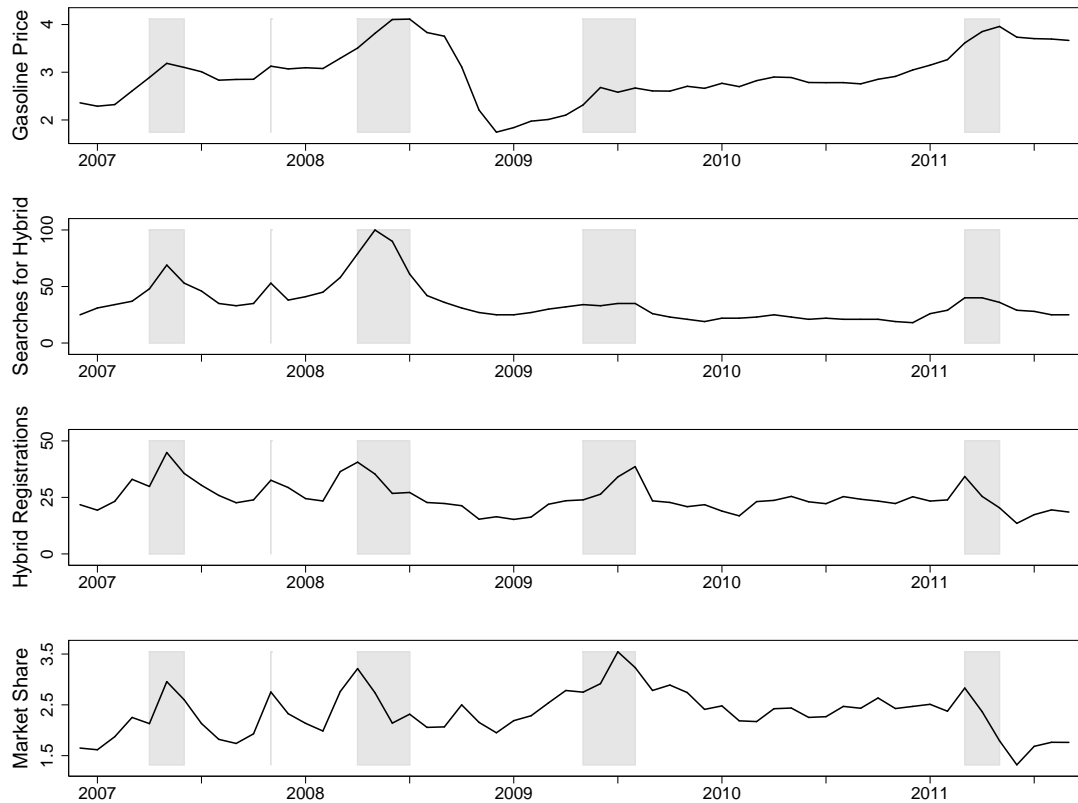 Gasoline Price
4
3
2
2007 2008 2009 2010 2011
Searches for Hybrid
100
50
0
2007 2008 2009 2010 2011
Hybrid Registrations
50
25
0
2007 2008 2009 2010 2011
Market Share
3.5
2.5
1.5
2007 2008 2009 2010 2011